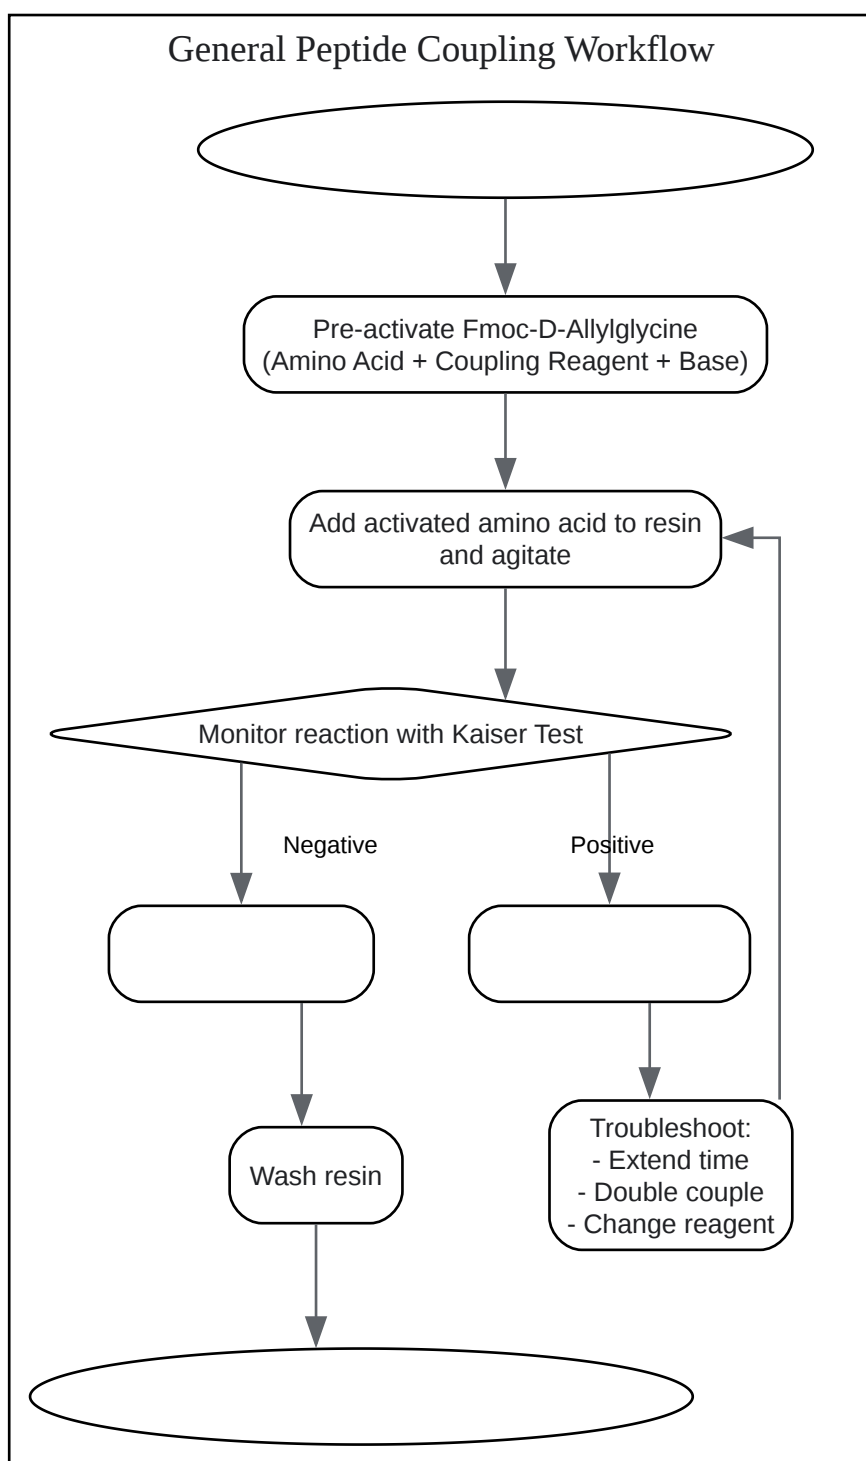 General Peptide Coupling Workflow
Pre-activate Fmoc-D-Allylglycine
(Amino Acid + Coupling Reagent + Base)
Add activated amino acid to resin
and agitate
Monitor reaction with Kaiser Test
Negative
Positive
Troubleshoot:
- Extend time
- Double couple
- Change reagent
Wash resin